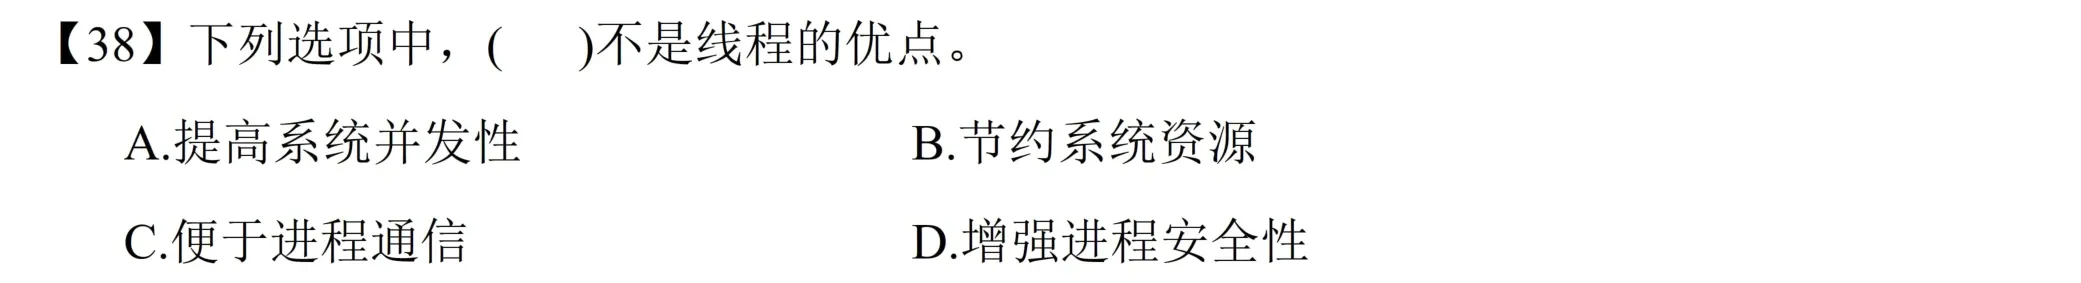 【38】下列选项中，(   )不是线程的优点。
A.提高系统并发性 B.节约系统资源
C.便于进程通信 D.增强进程安全性